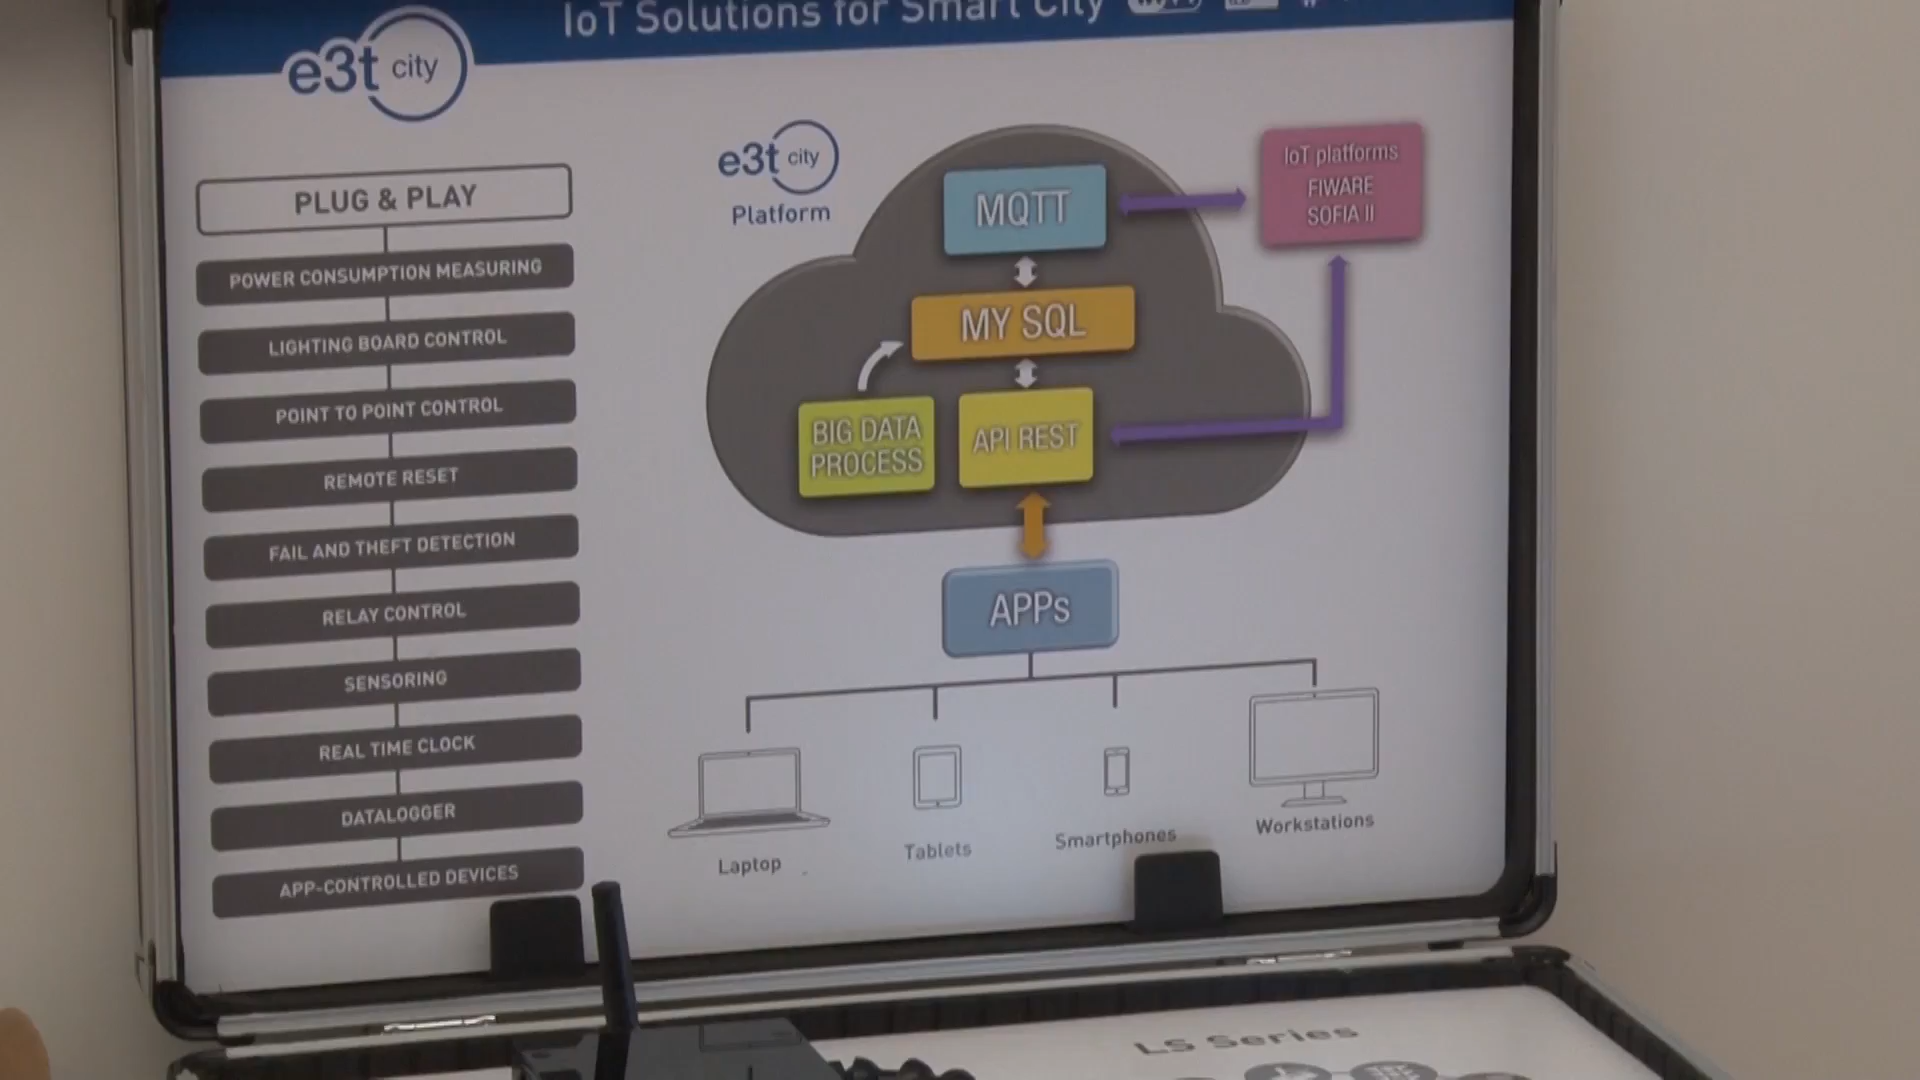 IoT Solutions for Smart City
e3t city
PLUG & PLAY
POWER CONSUMPTION MEASURING
LIGHTING BOARD CONTROL
POINT TO POINT CONTROL
REMOTE RESET
FAIL AND THEFT DETECTION
RELAY CONTROL
SENSORING
REAL TIME CLOCK
DATALOGGER
APP-CONTROLLED DEVICES
e3t city
Platform
MQTT
IoT platforms
FIWARE
SOFIA II
MY SQL
BIG DATA
PROCESS
API REST
APPs
Laptop
Tablets
Smartphones
Workstations
LS Series